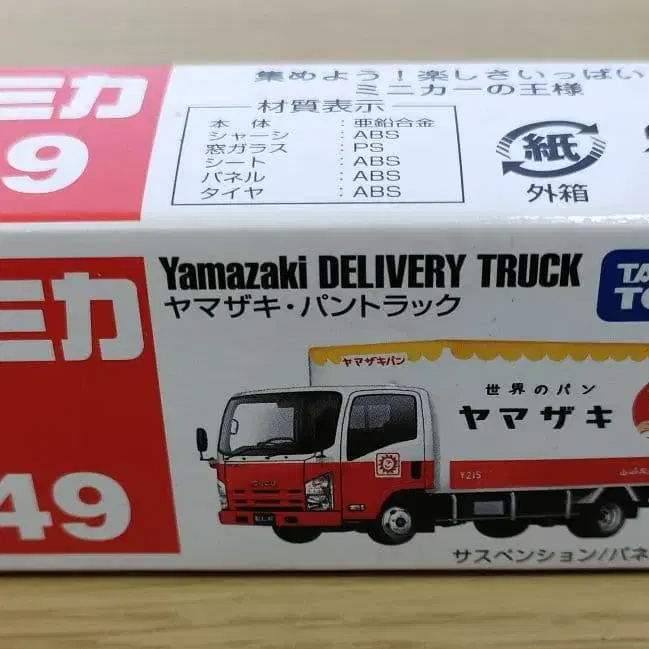 ミカ
9
集めよう！楽しさいっぱい
ミニカーの王様
材質表示
本体：亜鉛合金
シャーシ：ABS
窓ガラス：PS
シート：ABS
パネル：ABS
タイヤ：ABS
紙
外箱
ミカ
49
Yamazaki DELIVERY TRUCK
ヤマザキ・パントラック
TA
TO
ヤマザキパン
世界のパン
ヤマザキ
ISUZU
Y215
サスペンション/パネ